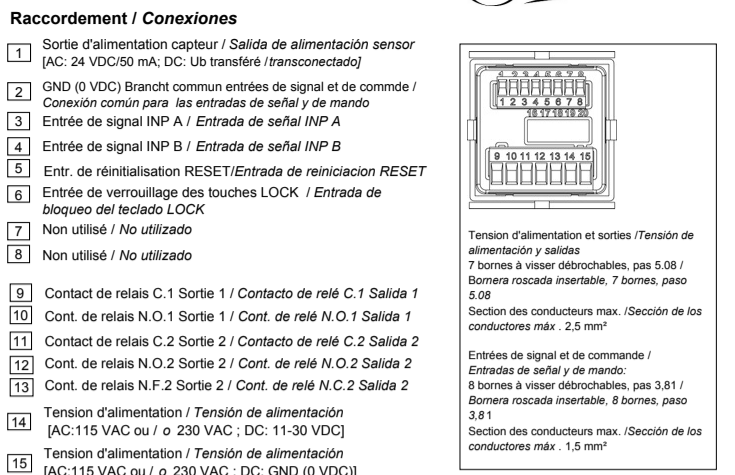 Raccordement / Conexiones
1
Sortie d'alimentation capteur / Salida de alimentación sensor
[AC: 24 VDC/50 mA; DC: Ub transféré /transconectado]
2
GND (0 VDC) Brancht commun entrées de signal et de commde /
Conexión común para las entradas de señal y de mando
3
Entrée de signal INP A / Entrada de señal INP A
4
Entrée de signal INP B / Entrada de señal INP B
5
Entr. de réinitialisation RESET/Entrada de reiniciacion RESET
6
Entrée de verrouillage des touches LOCK / Entrada de
bloqueo del teclado LOCK
7
Non utilisé / No utilizado
8
Non utilisé / No utilizado
9
Contact de relais C.1 Sortie 1 / Contacto de relé C.1 Salida 1
10
Cont. de relais N.O.1 Sortie 1 / Cont. de relé N.O.1 Salida 1
11
Contact de relais C.2 Sortie 2 / Contacto de relé C.2 Salida 2
12
Cont. de relais N.O.2 Sortie 2 / Cont. de relé N.O.2 Salida 2
13
Cont. de relais N.F.2 Sortie 2 / Cont. de relé N.C.2 Salida 2
14
Tension d'alimentation / Tensión de alimentación
[AC:115 VAC ou / o 230 VAC ; DC: 11-30 VDC]
15
Tension d'alimentation / Tensión de alimentación
[AC:115 VAC ou / o 230 VAC ; DC: GND (0 VDC)]
1 2 3 4 5 6 7 8
1 2 3 4 5 6 7 8
16 17 18 19 20
9 10 11 12 13 14 15
Tension d'alimentation et sorties /Tensión de
alimentación y salidas
7 bornes à visser débrochables, pas 5.08 /
Bornera roscada insertable, 7 bornes, paso
5.08
Section des conducteurs max. /Sección de los
conductores máx . 2,5 mm²
Entrées de signal et de commande /
Entradas de señal y de mando:
8 bornes à visser débrochables, pas 3,81 /
Bornera roscada insertable, 8 bornes, paso
3,81
Section des conducteurs max. /Sección de los
conductores máx . 1,5 mm²